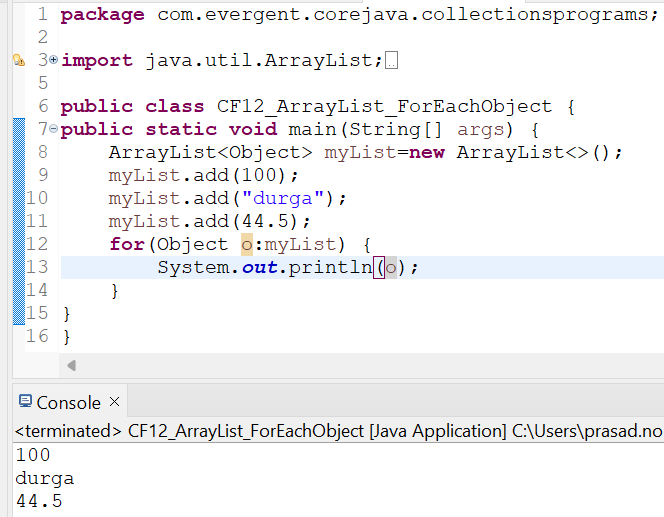 1 package com.evergent.corejava.collectionsprograms;
2
3 import java.util.ArrayList;
5
6 public class CF12_ArrayList_ForEachObject {
7 public static void main(String[] args) {
8 ArrayList<Object> myList=new ArrayList<>();
9 myList.add(100);
10 myList.add("durga");
11 myList.add(44.5);
12 for(Object o:myList) {
13 System.out.println(o);
14 }
15 }
16 }
Console
<terminated> CF12_ArrayList_ForEachObject [Java Application] C:\Users\prasad.no
100
durga
44.5